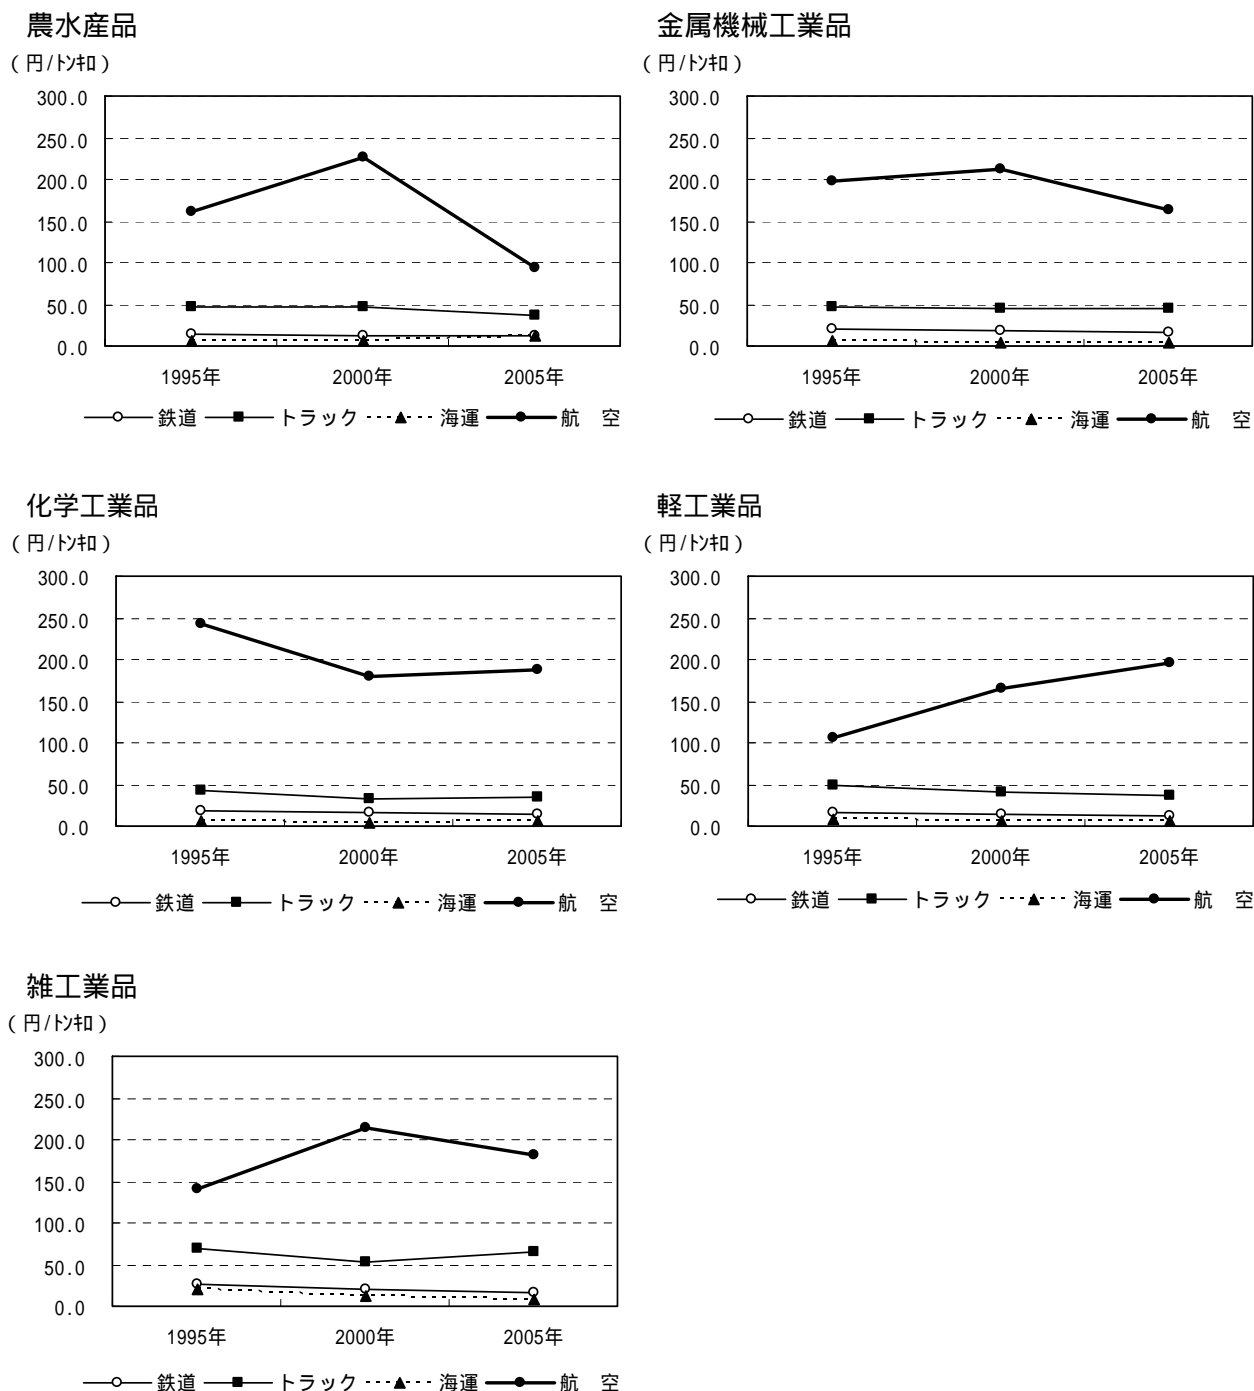 農水産品
(円/トンキロ)
300.0
250.0
200.0
150.0
100.0
50.0
0.0
1995年 2000年 2005年
鉄道 トラック 海運 航 空
金属機械工業品
(円/トンキロ)
300.0
250.0
200.0
150.0
100.0
50.0
0.0
1995年 2000年 2005年
鉄道 トラック 海運 航 空
化学工業品
(円/トンキロ)
300.0
250.0
200.0
150.0
100.0
50.0
0.0
1995年 2000年 2005年
鉄道 トラック 海運 航 空
軽工業品
(円/トンキロ)
300.0
250.0
200.0
150.0
100.0
50.0
0.0
1995年 2000年 2005年
鉄道 トラック 海運 航 空
雑工業品
(円/トンキロ)
300.0
250.0
200.0
150.0
100.0
50.0
0.0
1995年 2000年 2005年
鉄道 トラック 海運 航 空